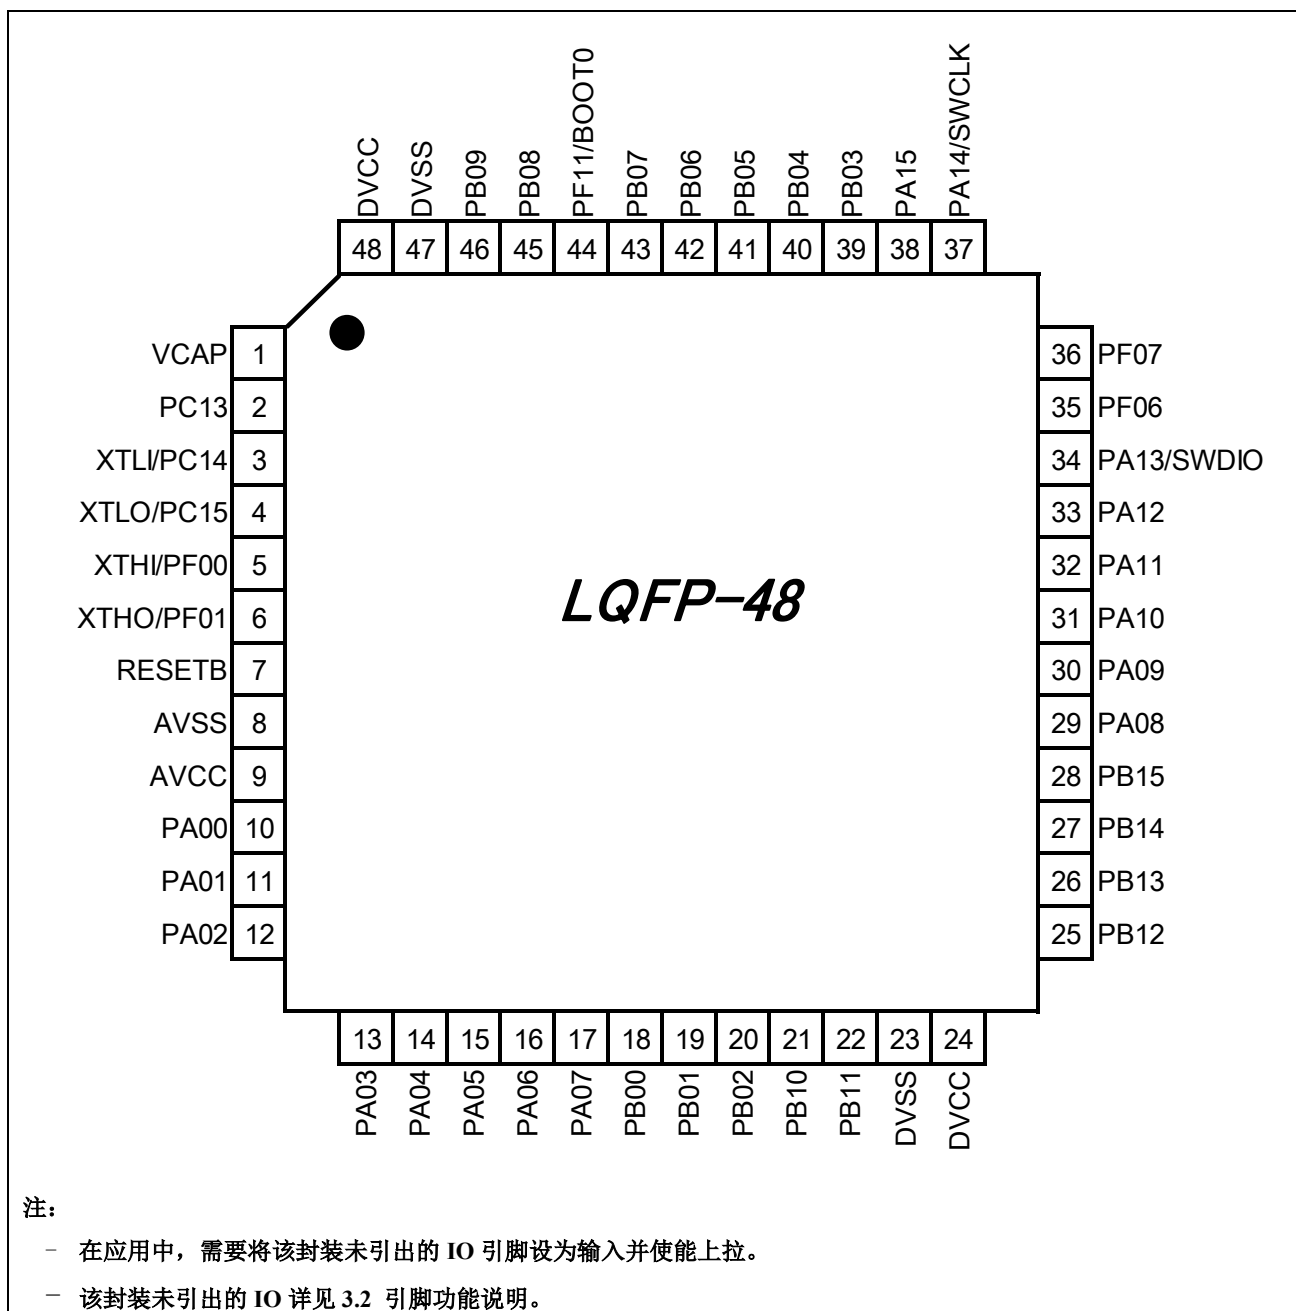 DVCC
DVSS
PB09
PB08
PF11/BOOT0
PB07
PB06
PB05
PB04
PB03
PA15
PA14/SWCLK
48 47 46 45 44 43 42 41 40 39 38 37
VCAP 1
PC13 2
XTLI/PC14 3
XTLO/PC15 4
XTHI/PF00 5
XTHO/PF01 6
RESETB 7
AVSS 8
AVCC 9
PA00 10
PA01 11
PA02 12
LQFP-48
36 PF07
35 PF06
34 PA13/SWDIO
33 PA12
32 PA11
31 PA10
30 PA09
29 PA08
28 PB15
27 PB14
26 PB13
25 PB12
13 14 15 16 17 18 19 20 21 22 23 24
PA03
PA04
PA05
PA06
PA07
PB00
PB01
PB02
PB10
PB11
DVSS
DVCC
注：
－ 在应用中，需要将该封装未引出的 IO 引脚设为输入并使能上拉。
－ 该封装未引出的 IO 详见 3.2 引脚功能说明。